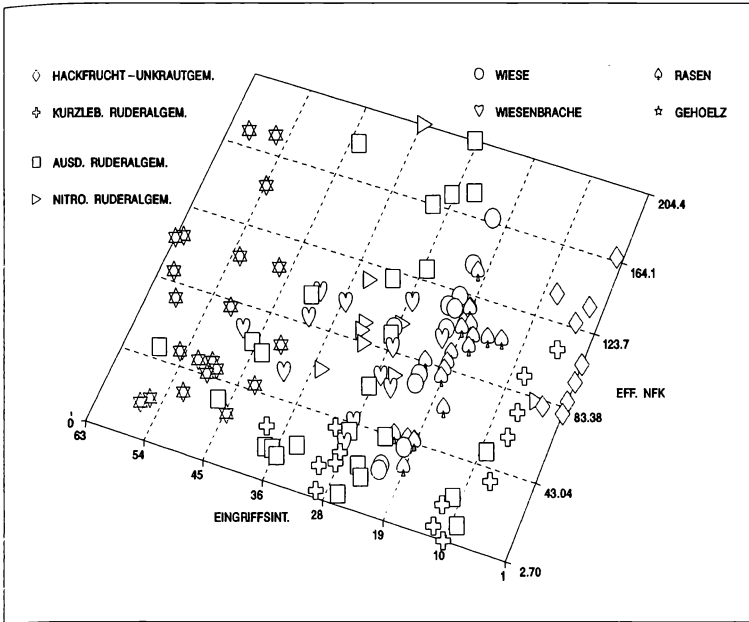 HACKFRUCHT-UNKRAUTGEM.
WIESE
RASEN
KURZLEB. RUDERALGEM.
WIESENBRACHE
GEHOELZ
AUSD. RUDERALGEM.
NITRO. RUDERALGEM.
204.4
164.1
123.7
EFF. NFK
83.38
43.04
2.70
0
63
54
45
36
28
19
10
1
EINGRIFFSINT.